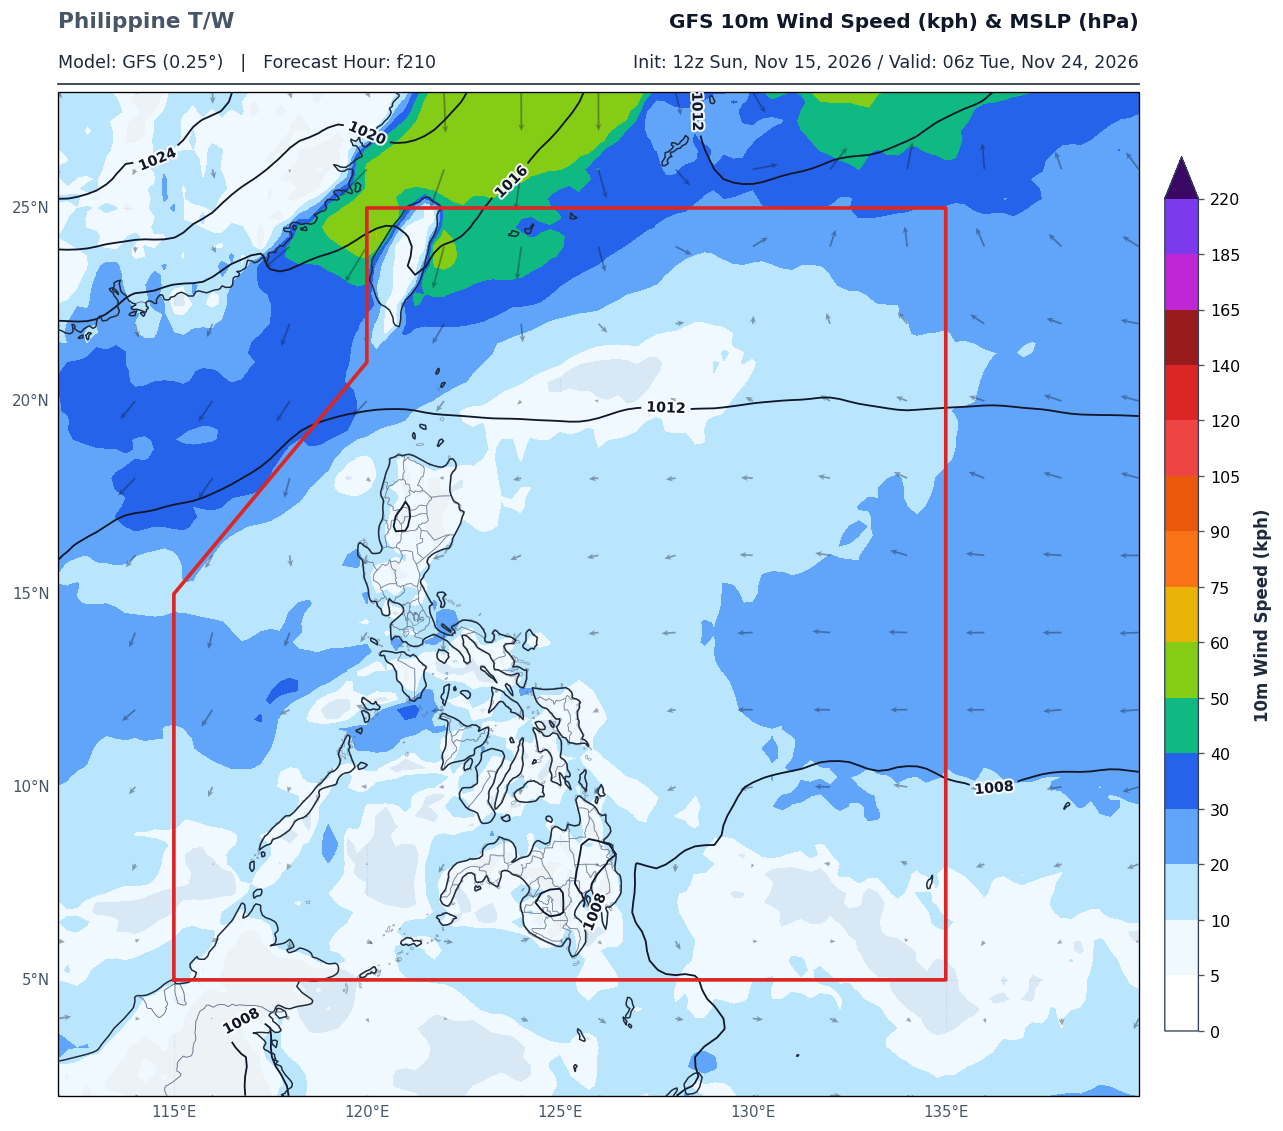 Philippine T/W
GFS 10m Wind Speed (kph) & MSLP (hPa)
Model: GFS (0.25°) | Forecast Hour: f210
Init: 12z Sun, Nov 15, 2026 / Valid: 06z Tue, Nov 24, 2026
1024
1020
1016
1012
1012
1008
1008
1008
25°N
20°N
15°N
10°N
5°N
115°E
120°E
125°E
130°E
135°E
220
185
165
140
120
105
90
75
60
50
40
30
20
10
5
0
10m Wind Speed (kph)